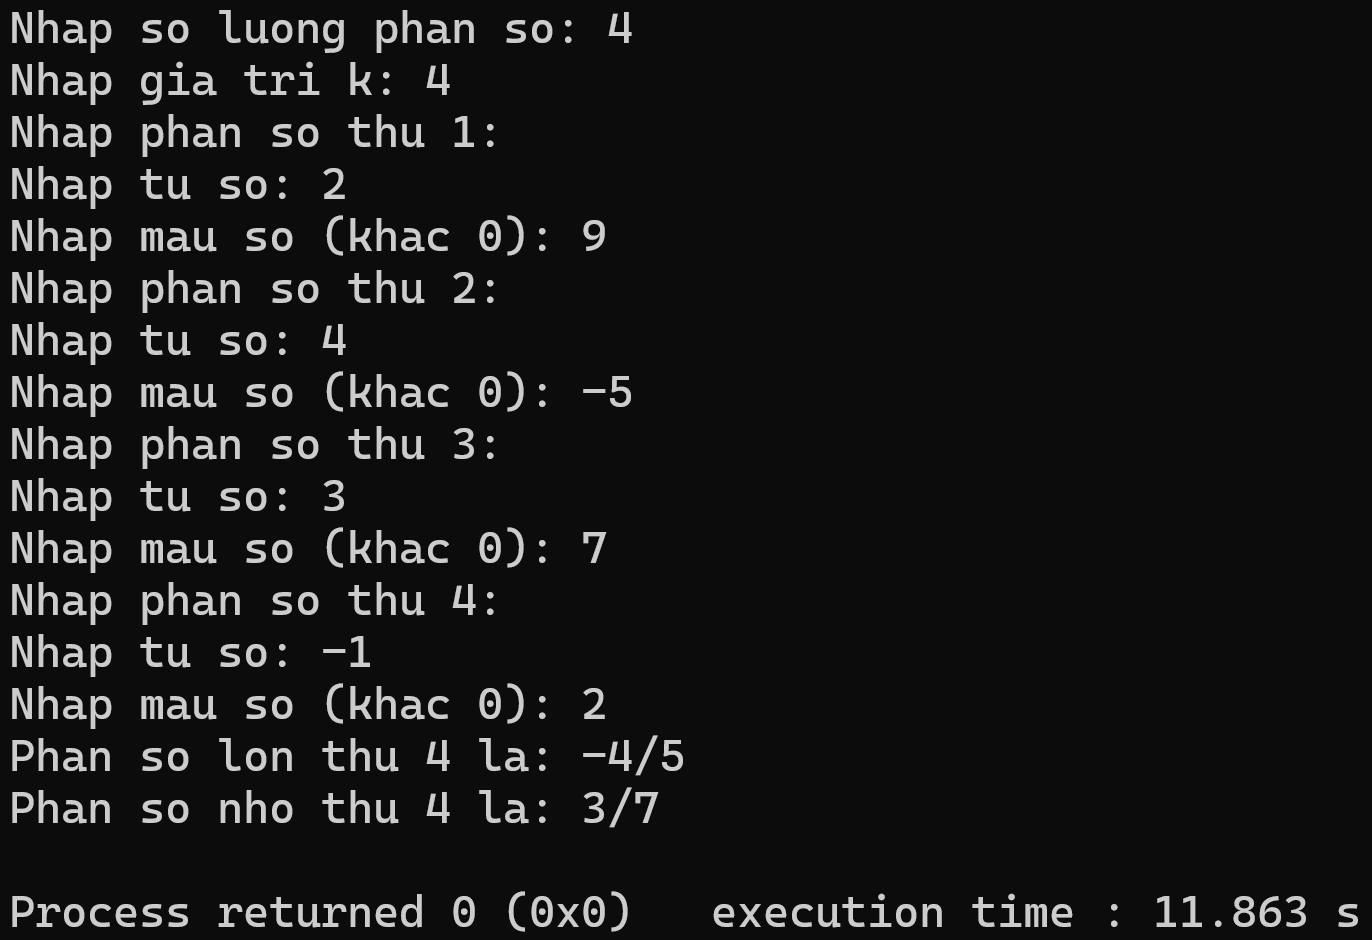 Nhap so luong phan so: 4
Nhap gia tri k: 4
Nhap phan so thu 1:
Nhap tu so: 2
Nhap mau so (khac 0): 9
Nhap phan so thu 2:
Nhap tu so: 4
Nhap mau so (khac 0): -5
Nhap phan so thu 3:
Nhap tu so: 3
Nhap mau so (khac 0): 7
Nhap phan so thu 4:
Nhap tu so: -1
Nhap mau so (khac 0): 2
Phan so lon thu 4 la: -4/5
Phan so nho thu 4 la: 3/7

Process returned 0 (0x0)   execution time : 11.863 s